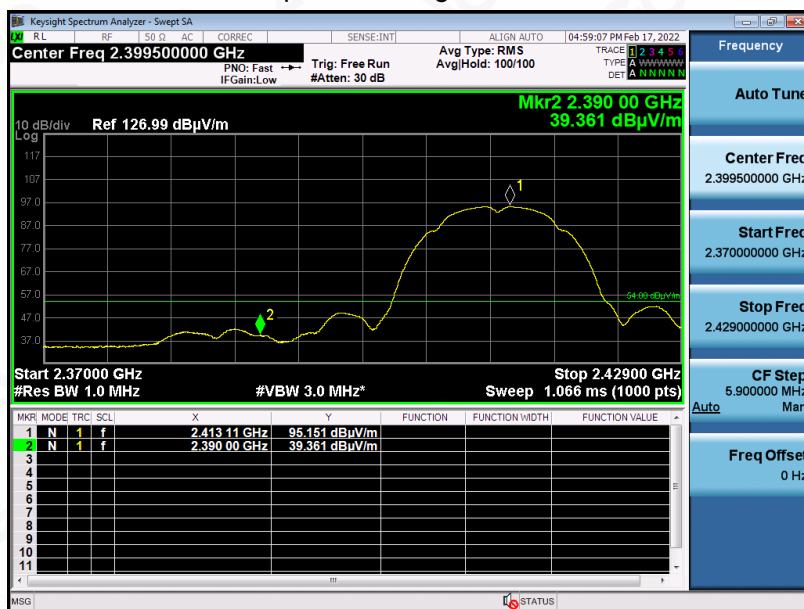 Keysight Spectrum Analyzer - Swept SA
LXI RL RF 50 Ω AC CORREC SENSE:INT ALIGN AUTO 04:59:07 PM Feb 17, 2022
Center Freq 2.399500000 GHz
PNO: Fast
IFGain:Low
Trig: Free Run
#Atten: 30 dB
Avg Type: RMS
Avg|Hold: 100/100
TRACE 1 2 3 4 5 6
TYPE A WWWWW
DET A N N N N N
Mkr2 2.390 00 GHz
39.361 dBµV/m
10 dB/div Ref 126.99 dBµV/m
Log
117
107
97.0
87.0
77.0
67.0
57.0
47.0
37.0
1
2
54.00 dBµV/m
Start 2.37000 GHz Stop 2.42900 GHz
#Res BW 1.0 MHz #VBW 3.0 MHz* Sweep 1.066 ms (1000 pts)
MKR MODE TRC SCL X Y FUNCTION FUNCTION WIDTH FUNCTION VALUE
1 N 1 f 2.413 11 GHz 95.151 dBµV/m
2 N 1 f 2.390 00 GHz 39.361 dBµV/m
3
4
5
6
7
8
9
10
11
MSG STATUS
Frequency
Auto Tune
Center Freq
2.399500000 GHz
Start Freq
2.370000000 GHz
Stop Freq
2.429000000 GHz
CF Step
5.900000 MHz
Auto Man
Freq Offset
0 Hz